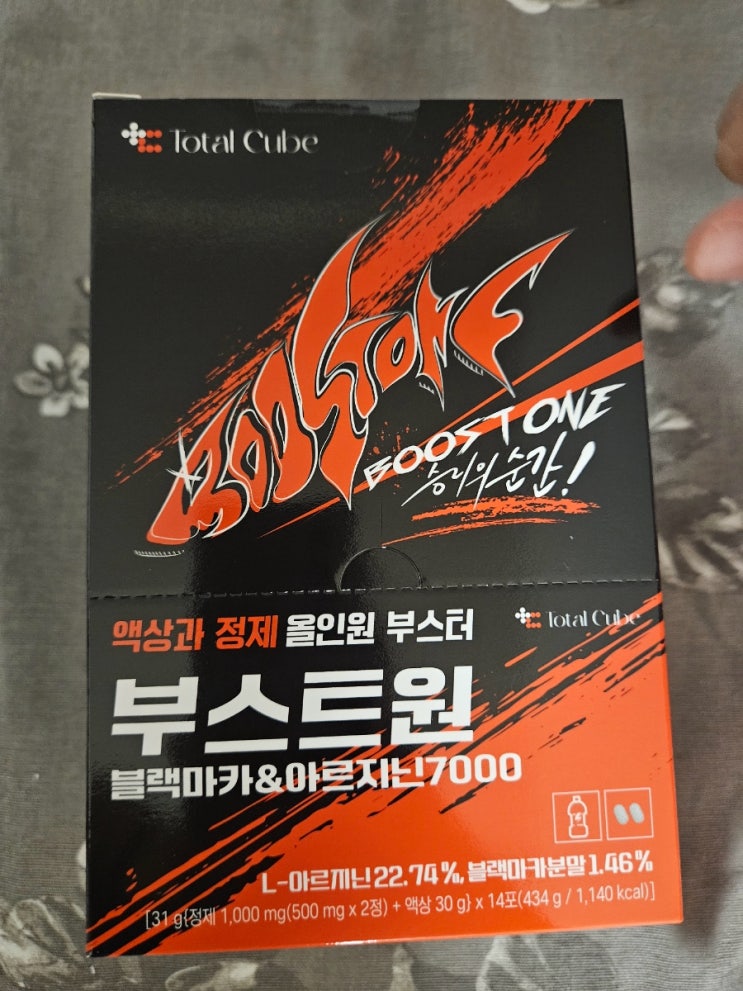 Total Cube
BOOSTONE
BOOSTONE
승리의 순간!
액상과 정제 올인원 부스터
Total Cube
부스트원
블랙마카&아르지닌7000
L-아르지닌 22.74%, 블랙마카분말 1.46%
[31 g{정제 1,000 mg(500 mg x 2정) + 액상 30 g} x 14포(434 g / 1,140 kcal)]